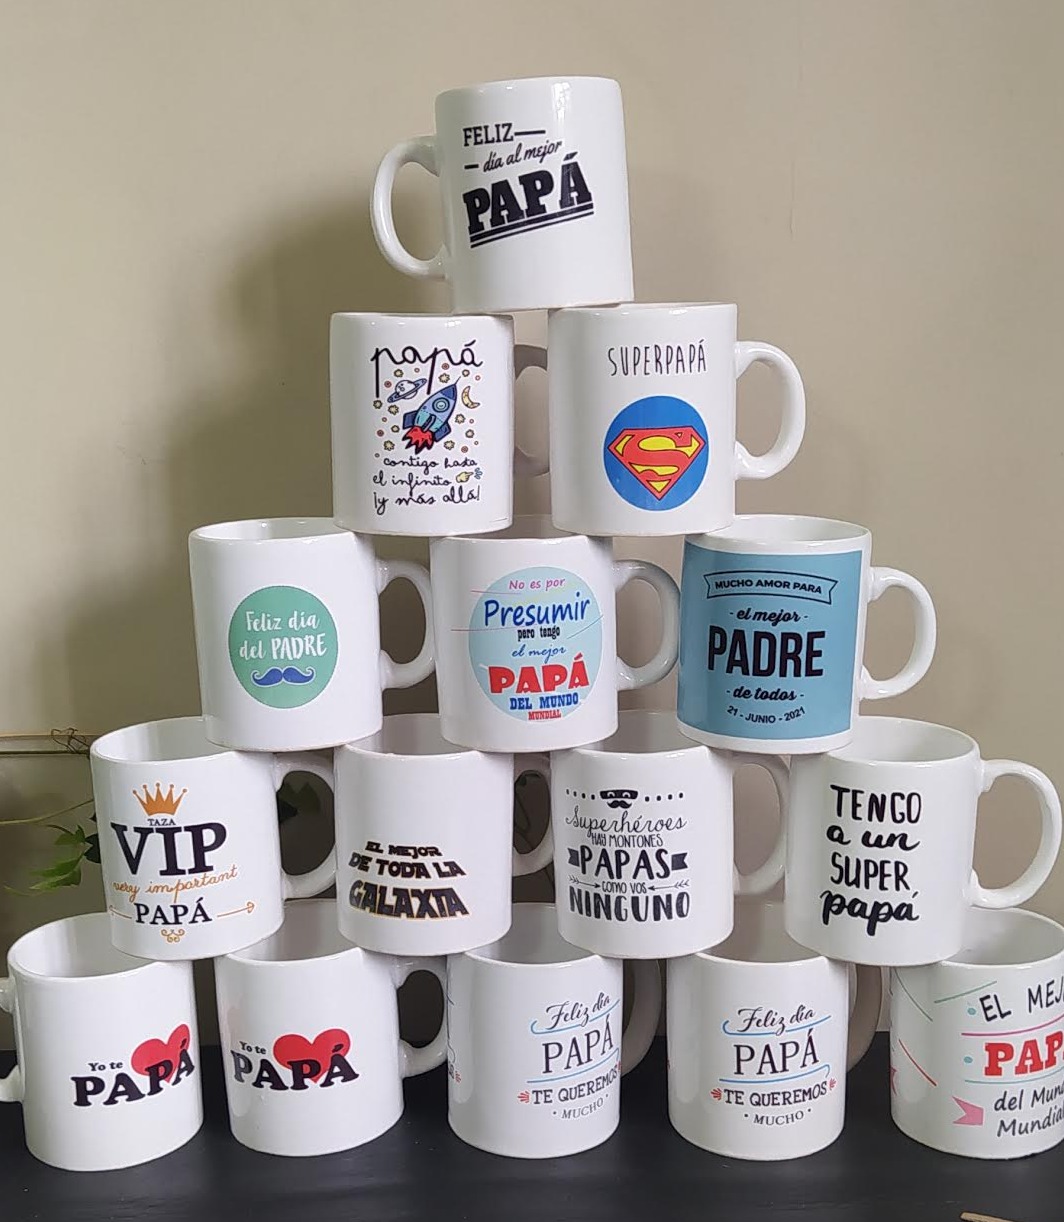 FELIZ
día al mejor
PAPÁ
papá
contigo hasta
el infinito
¡y más allá!
SUPERPAPÁ
S
Feliz día
del PADRE
No es por
Presumir
pero tengo
el mejor
PAPÁ
DEL MUNDO
MUNDIAL
MUCHO AMOR PARA
- el mejor -
PADRE
- de todos -
21 - JUNIO - 2021
TAZA
VIP
very important
PAPÁ
EL MEJOR
DE TODA LA
GALAXIA
Superhéroes
HAY MONTONES
PAPAS
COMO VOS
NINGUNO
TENGO
a un
SUPER
papá
Yo te
PAPÁ
Yo te
PAPÁ
Feliz día
PAPÁ
TE QUEREMOS
· MUCHO ·
Feliz día
PAPÁ
TE QUEREMOS
· MUCHO ·
EL
del